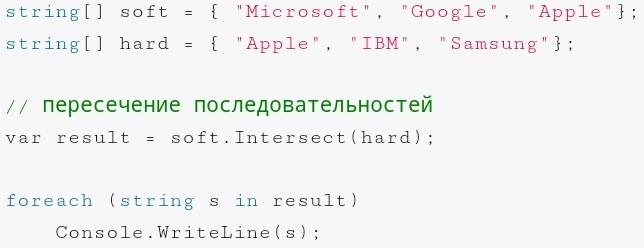 string[] soft = { "Microsoft", "Google", "Apple"};
string[] hard = { "Apple", "IBM", "Samsung"};
// пересечение последовательностей
var result = soft.Intersect(hard);
foreach (string s in result)
    Console.WriteLine(s);